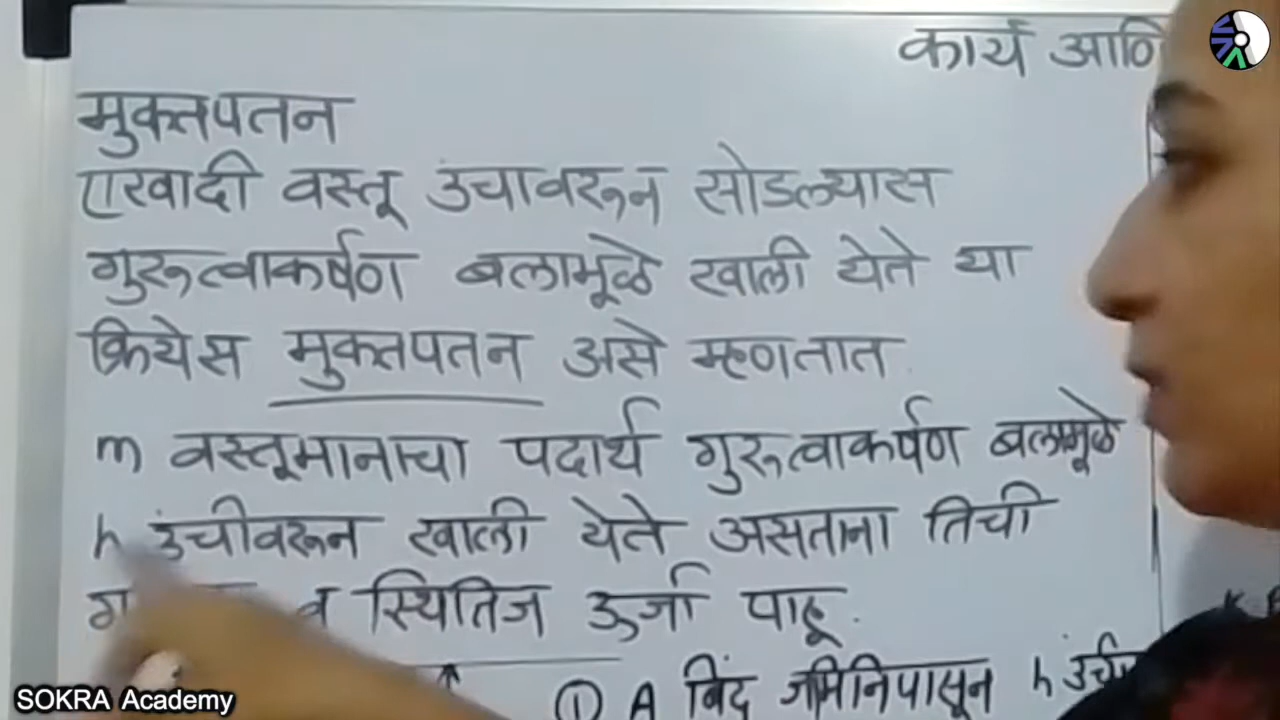 कार्य
मुक्तपतन
एखादी वस्तू उंचावरून सोडल्यास
गुरुत्वाकर्षण बलामूळे खाली येते या
क्रियेस मुक्तपतन असे म्हणतात
m वस्तूमानाचा पदार्थ गुरुत्वाकर्षण बलामूळे
h उंचीवरून खाली येते असताना तिची
व स्थितिज ऊर्जा पाहू.
① A बिंदू जमिनिपासून h
SOKRA Academy